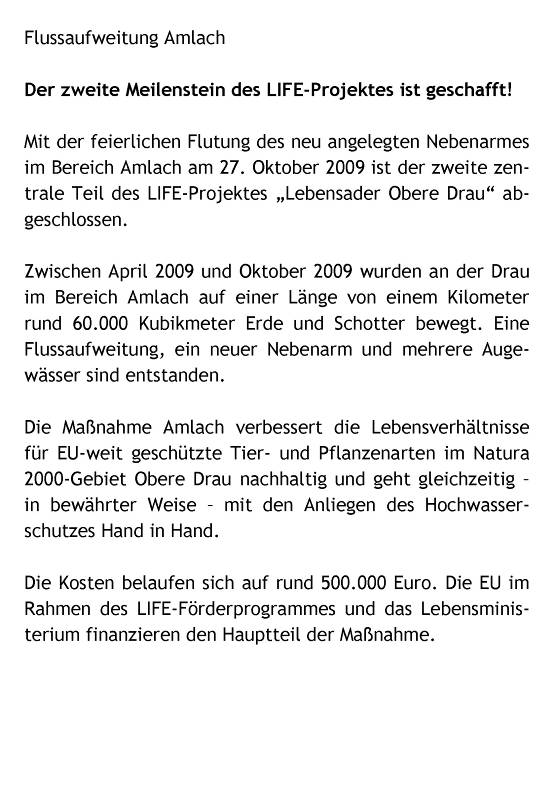 Flussaufweitung Amlach
Der zweite Meilenstein des LIFE-Projektes ist geschafft!
Mit der feierlichen Flutung des neu angelegten Nebenarmes
im Bereich Amlach am 27. Oktober 2009 ist der zweite zen-
trale Teil des LIFE-Projektes „Lebensader Obere Drau“ ab-
geschlossen.
Zwischen April 2009 und Oktober 2009 wurden an der Drau
im Bereich Amlach auf einer Länge von einem Kilometer
rund 60.000 Kubikmeter Erde und Schotter bewegt. Eine
Flussaufweitung, ein neuer Nebenarm und mehrere Auge-
wässer sind entstanden.
Die Maßnahme Amlach verbessert die Lebensverhältnisse
für EU-weit geschützte Tier- und Pflanzenarten im Natura
2000-Gebiet Obere Drau nachhaltig und geht gleichzeitig –
in bewährter Weise – mit den Anliegen des Hochwasser-
schutzes Hand in Hand.
Die Kosten belaufen sich auf rund 500.000 Euro. Die EU im
Rahmen des LIFE-Förderprogrammes und das Lebensminis-
terium finanzieren den Hauptteil der Maßnahme.